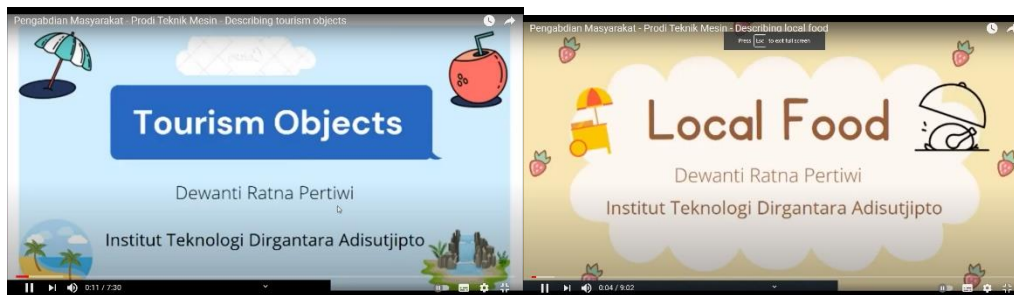 Pengabdian Masyarakat - Prodi Teknik Mesin - Describing tourism objects
Tourism Objects
Dewanti Ratna Pertiwi
Institut Teknologi Dirgantara Adisutjipto
0:11 / 7:30
Pengabdian Masyarakat - Prodi Teknik Mesin - Describing local food
Press Esc to exit full screen
Local Food
Dewanti Ratna Pertiwi
Institut Teknologi Dirgantara Adisutjipto
0:04 / 9:02